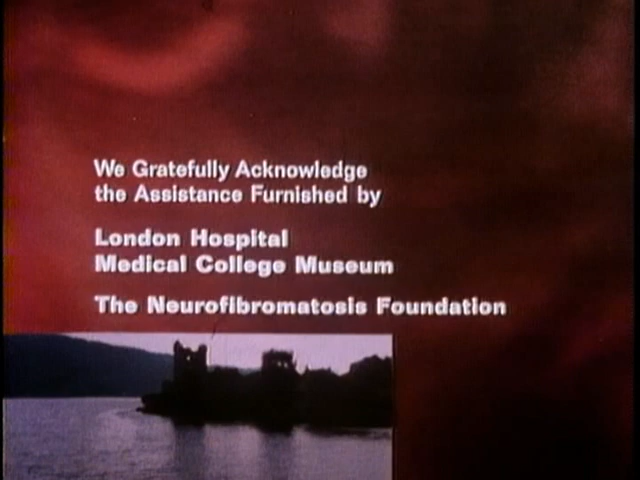 We Gratefully Acknowledge
the Assistance Furnished by
London Hospital
Medical College Museum
The Neurofibromatosis Foundation